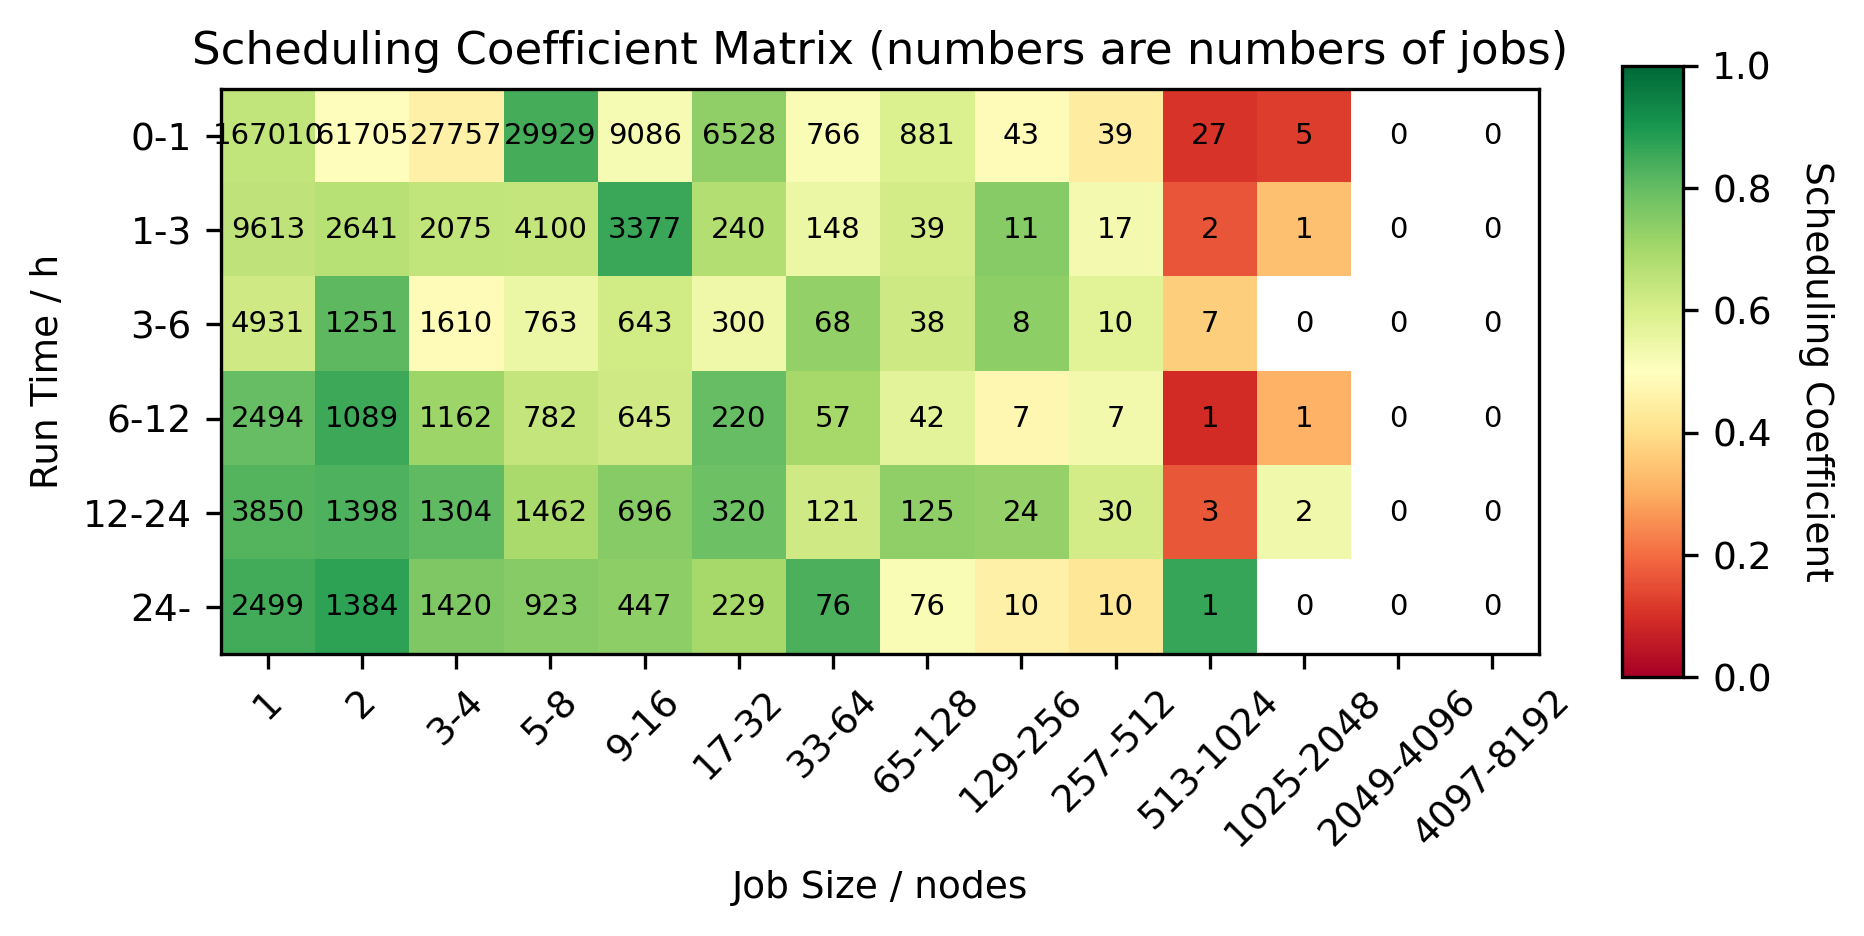 Scheduling Coefficient Matrix (numbers are numbers of jobs)
0-1 167010 61705 27757 29929 9086 6528 766 881 43 39 27 5 0 0
1-3 9613 2641 2075 4100 3377 240 148 39 11 17 2 1 0 0
3-6 4931 1251 1610 763 643 300 68 38 8 10 7 0 0 0
6-12 2494 1089 1162 782 645 220 57 42 7 7 1 1 0 0
12-24 3850 1398 1304 1462 696 320 121 125 24 30 3 2 0 0
24- 2499 1384 1420 923 447 229 76 76 10 10 1 0 0 0
Run Time / h
1 2 3-4 5-8 9-16 17-32 33-64 65-128 129-256 257-512 513-1024 1025-2048 2049-4096 4097-8192
Job Size / nodes
1.0
0.8
0.6
0.4
0.2
0.0
Scheduling Coefficient